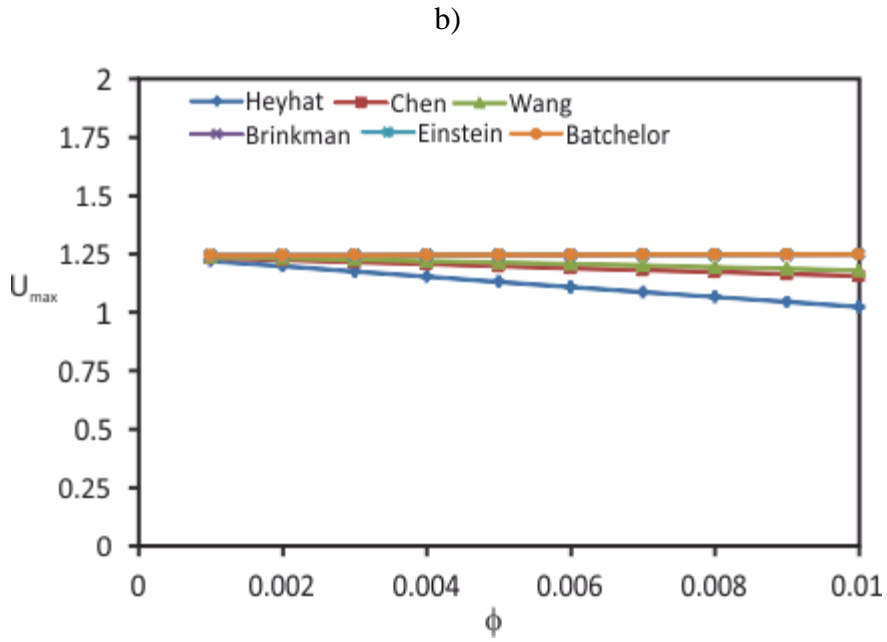 b)
2
Heyhat Chen Wang
1.75
Brinkman Einstein Batchelor
1.5
1.25
U_max
1
0.75
0.5
0.25
0
0 0.002 0.004 0.006 0.008 0.01
ϕ